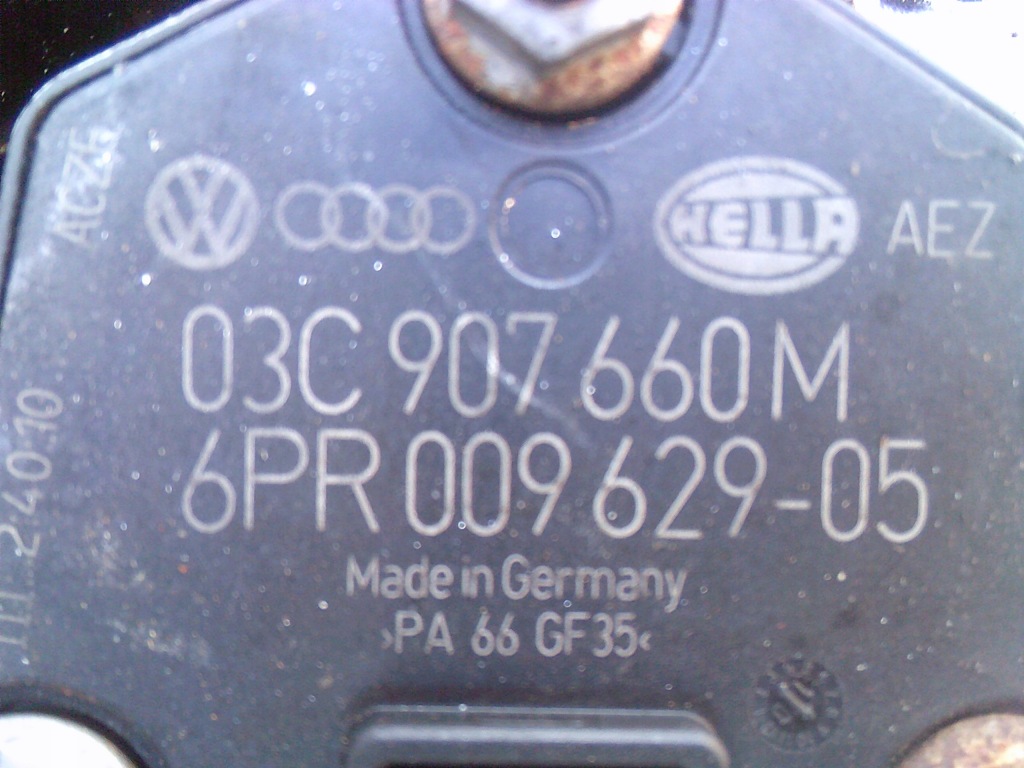 HELLA AEZ
03C 907 660 M
6PR 009 629-05
Made in Germany
>PA 66 GF35<